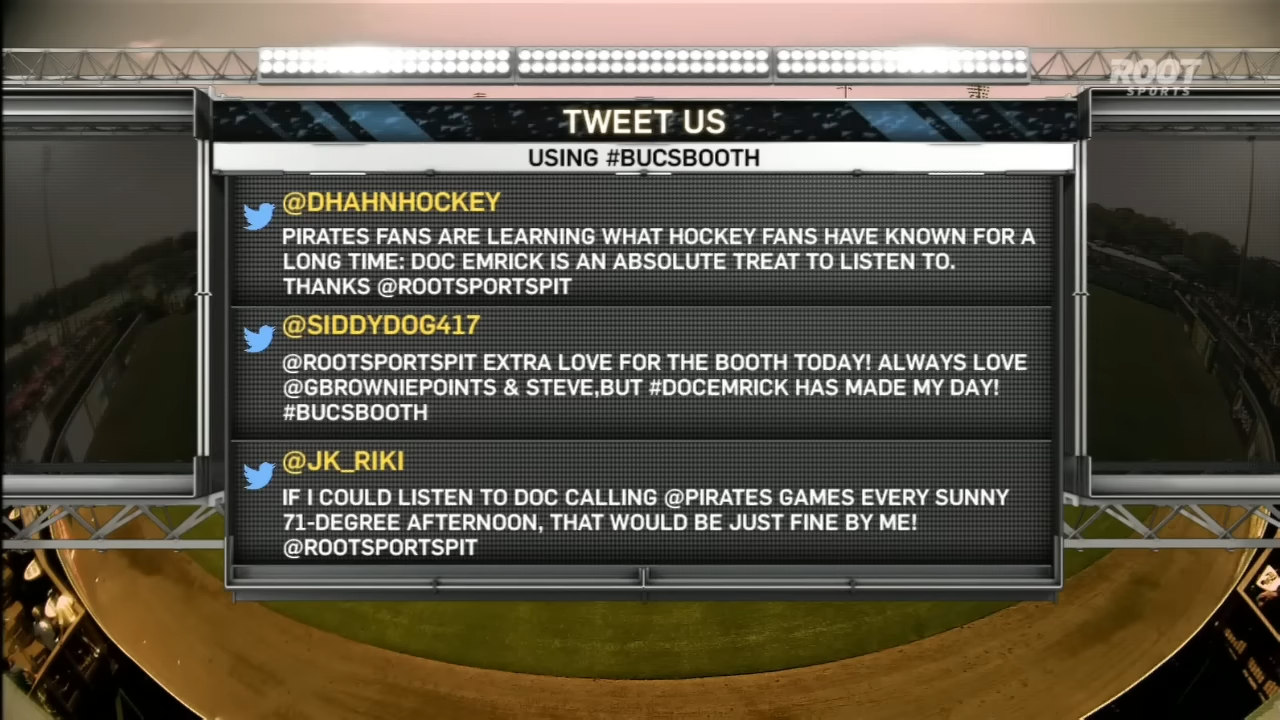 ROOT
SPORTS
TWEET US
USING #BUCSBOOTH
@DHAHNHOCKEY
PIRATES FANS ARE LEARNING WHAT HOCKEY FANS HAVE KNOWN FOR A
LONG TIME: DOC EMRICK IS AN ABSOLUTE TREAT TO LISTEN TO.
THANKS @ROOTSPORTSPIT
@SIDDYDOG417
@ROOTSPORTSPIT EXTRA LOVE FOR THE BOOTH TODAY! ALWAYS LOVE
@GBROWNIEPOINTS & STEVE,BUT #DOCEMRICK HAS MADE MY DAY!
#BUCSBOOTH
@JK_RIKI
IF I COULD LISTEN TO DOC CALLING @PIRATES GAMES EVERY SUNNY
71-DEGREE AFTERNOON, THAT WOULD BE JUST FINE BY ME!
@ROOTSPORTSPIT